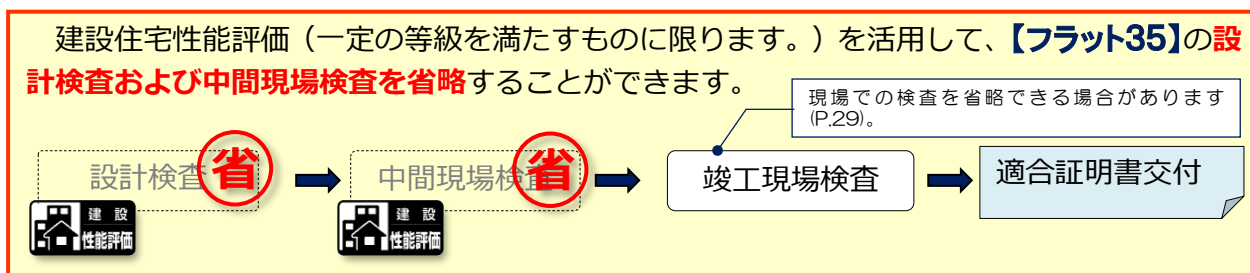 建設住宅性能評価（一定の等級を満たすものに限ります。）を活用して、【フラット35】の設
計検査および中間現場検査を省略することができます。
現場での検査を省略できる場合があります
(P.29)。
設計検査 省
中間現場検査 省
竣工現場検査
適合証明書交付
建設
性能評価
建設
性能評価